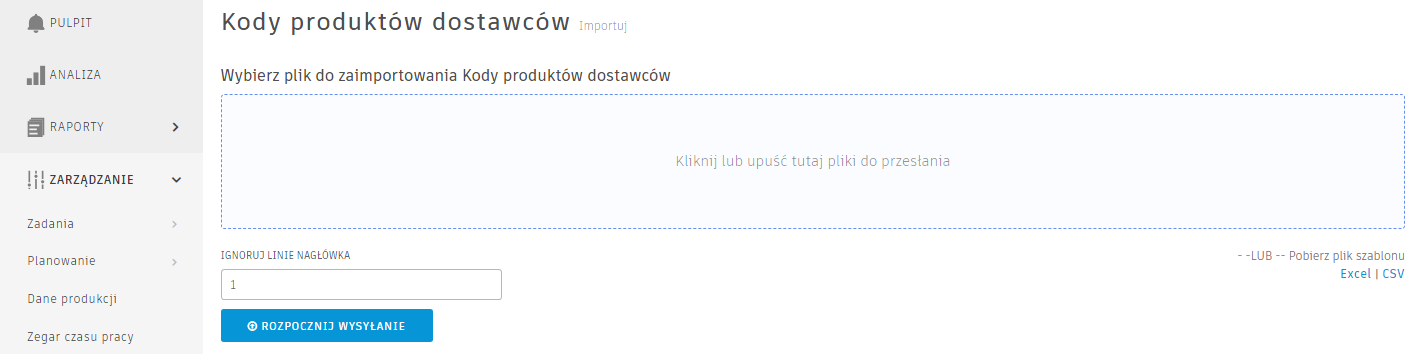 PULPIT
ANALIZA
RAPORTY
ZARZĄDZANIE
Zadania
Planowanie
Dane produkcji
Zegar czasu pracy
Kody produktów dostawców Importuj
Wybierz plik do zaimportowania Kody produktów dostawców
Kliknij lub upuść tutaj pliki do przesłania
IGNORUJ LINIE NAGŁÓWKA
1
ROZPOCZNIJ WYSYŁANIE
- -LUB -- Pobierz plik szablonu
Excel | CSV